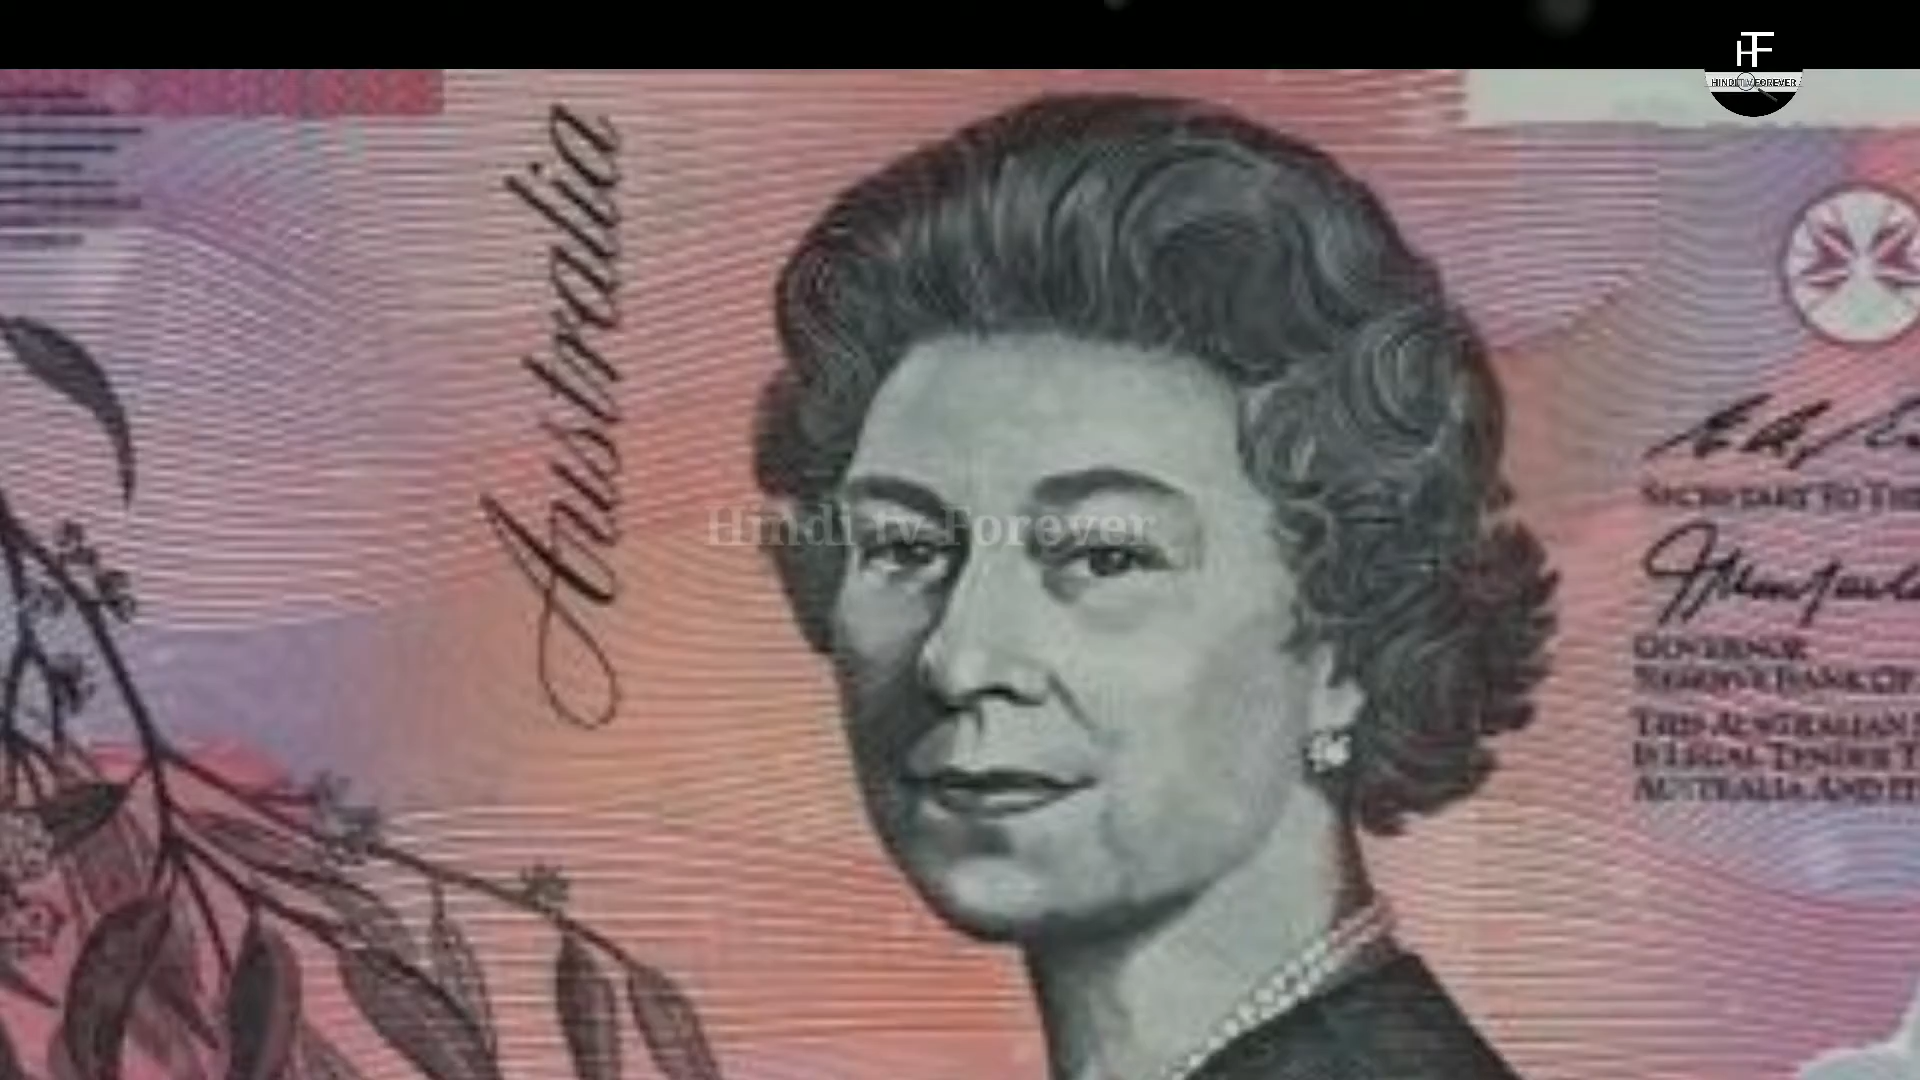 HF
HINDI TV FOREVER
Australia
Hindi tv Forever
SECRETARY TO THE
GOVERNOR
RESERVE BANK OF
THIS AUSTRALIAN
IS LEGAL TENDER T
AUSTRALIA AND IT